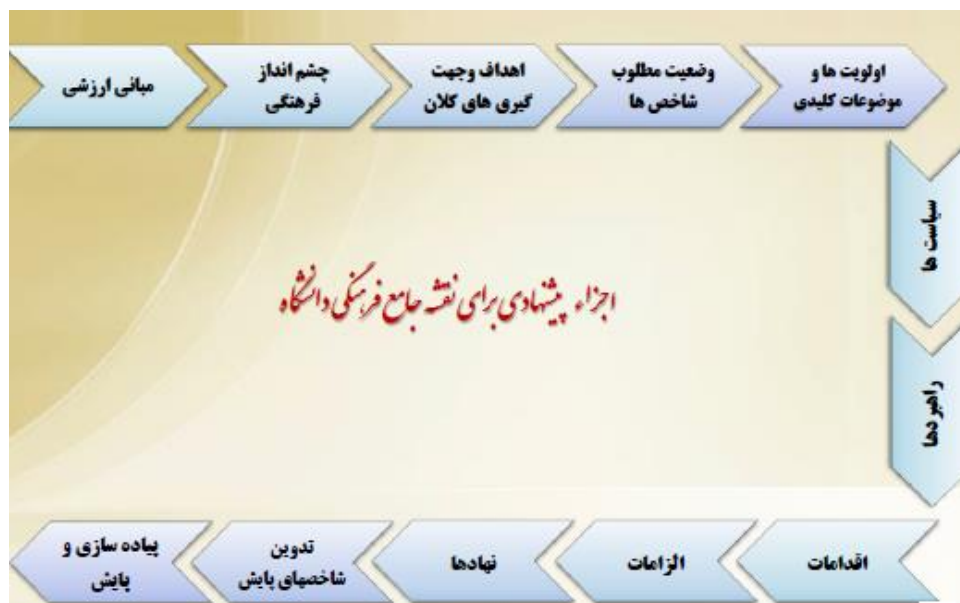 مبانی ارزشی
چشم انداز
فرهنگی
اهداف وجهت
گیری های کلان
وضعیت مطلوب
شاخص ها
اولویت ها و
موضوعات کلیدی
سیاست ها
راهبردها
اجزاء پیشنهادی برای نقشه جامع فرهنگی دانشگاه
اقدامات
الزامات
نهادها
تدوین
شاخصهای پایش
پیاده سازی و
پایش